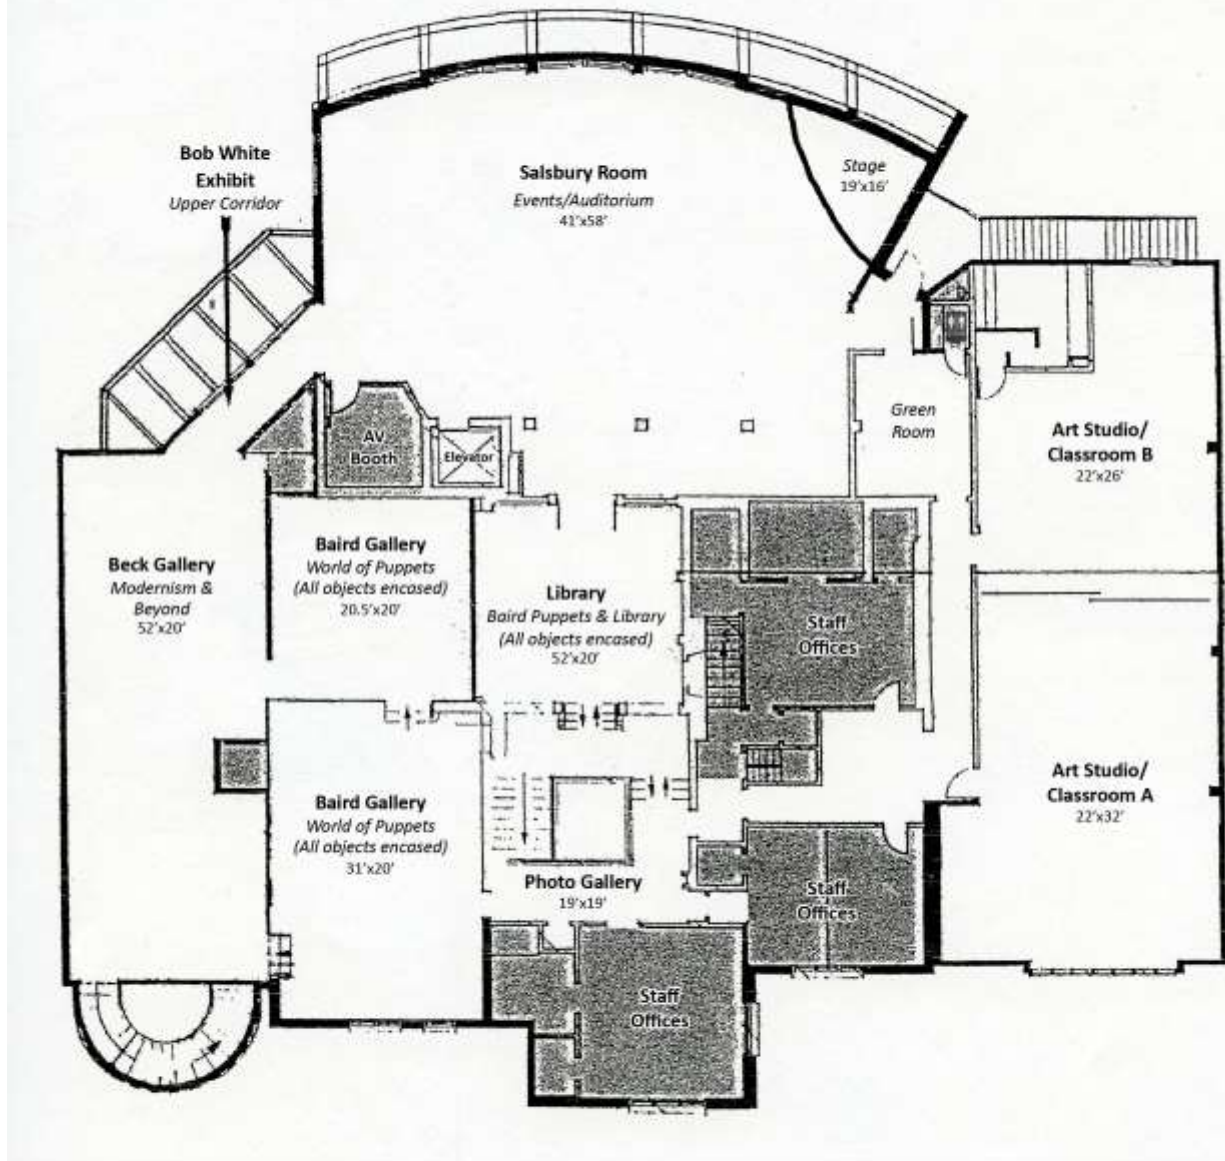 Bob White
Exhibit
Upper Corridor
Salsbury Room
Events/Auditorium
41'x58'
Stage
19'x16'
Green
Room
Art Studio/
Classroom B
22'x26'
AV
Booth
Elevator
Beck Gallery
Modernism &
Beyond
52'x20'
Baird Gallery
World of Puppets
(All objects encased)
20.5'x20'
Library
Baird Puppets & Library
(All objects encased)
52'x20'
Staff
Offices
Baird Gallery
World of Puppets
(All objects encased)
31'x20'
Art Studio/
Classroom A
22'x32'
Photo Gallery
19'x19'
Staff
Offices
Staff
Offices